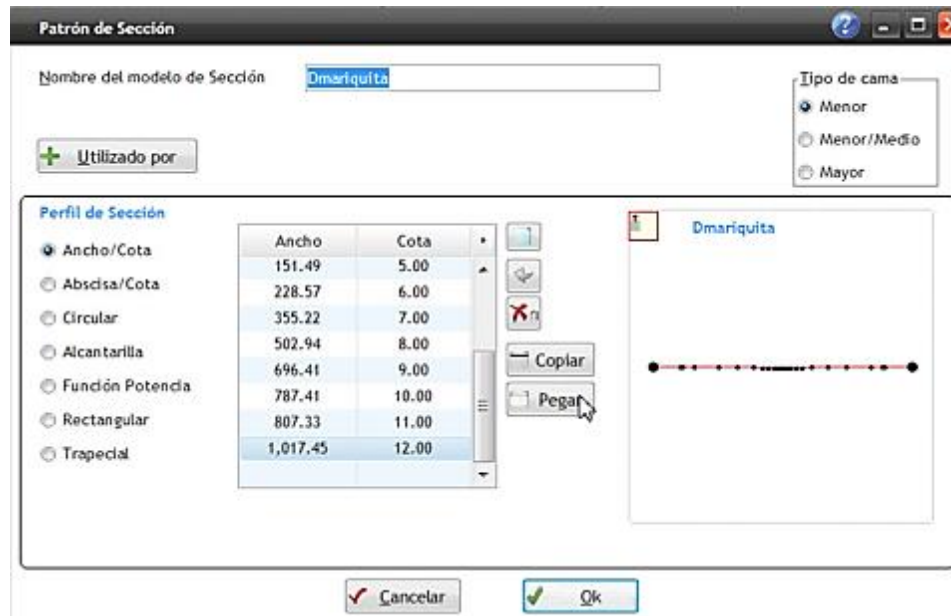 Patrón de Sección
Nombre del modelo de Sección Dmariquita
Tipo de cama
Menor
Menor/Medio
Mayor
Utilizado por
Perfil de Sección
Ancho/Cota
Abscisa/Cota
Circular
Alcantarilla
Función Potencia
Rectangular
Trapecial
Ancho Cota
151.49 5.00
228.57 6.00
355.22 7.00
502.94 8.00
696.41 9.00
787.41 10.00
807.33 11.00
1,017.45 12.00
Copiar
Pegar
Dmariquita
Cancelar
Ok